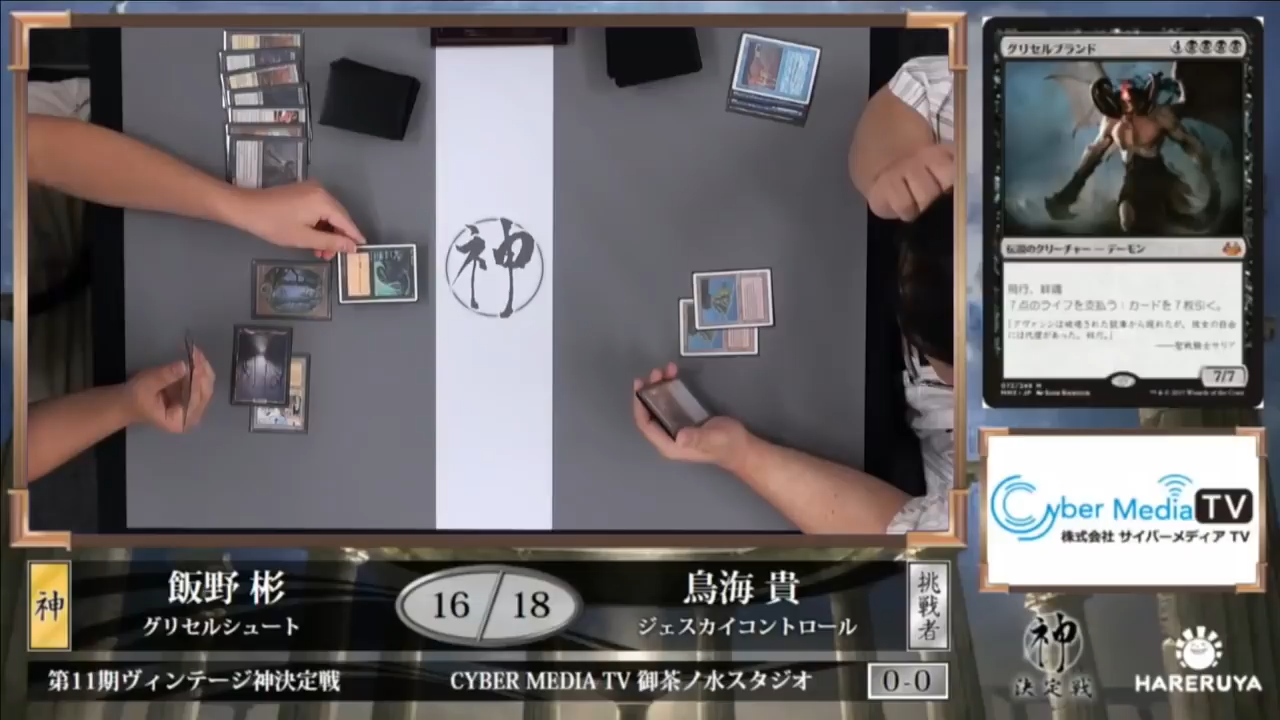 グリセルブランド
4
伝説のクリーチャー ― デーモン
飛行、絆魂
7点のライフを支払う：カードを7枚引く。
7/7
神
Cyber Media TV
株式会社 サイバーメディア TV
神
飯野 彬
グリセルシュート
16 / 18
鳥海 貴
ジェスカイコントロール
挑戦者
第11期ヴィンテージ神決定戦
CYBER MEDIA TV 御茶ノ水スタジオ
0-0
神
決定戦
HARERUYA